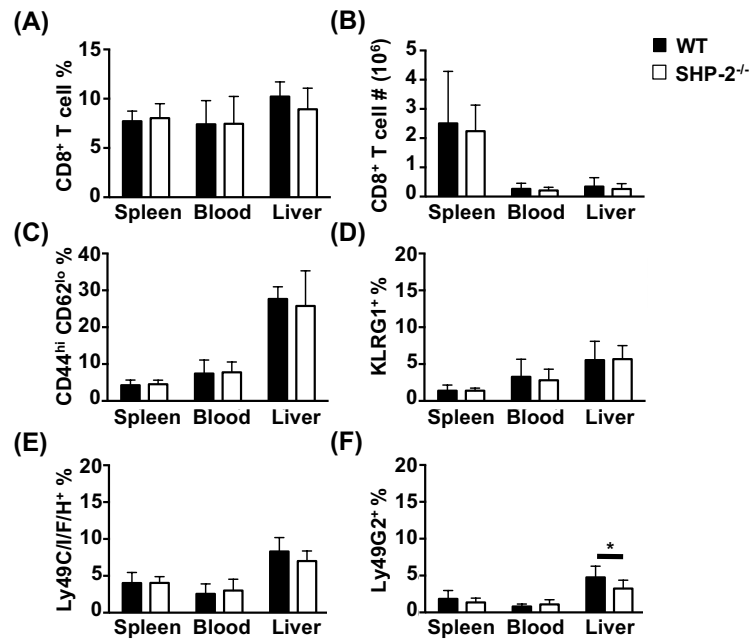 (A)
CD8⁺ T cell %
15
10
5
0
Spleen Blood Liver
(B)
CD8⁺ T cell # (10⁶)
5
4
3
2
1
0
Spleen Blood Liver
WT
SHP-2⁻/⁻
(C)
CD44ʰⁱ CD62ˡᵒ %
40
30
20
10
0
Spleen Blood Liver
(D)
KLRG1⁺ %
20
15
10
5
0
Spleen Blood Liver
(E)
Ly49C/I/F/H⁺ %
20
15
10
5
0
Spleen Blood Liver
(F)
Ly49G2⁺ %
20
15
10
5
0
*
Spleen Blood Liver